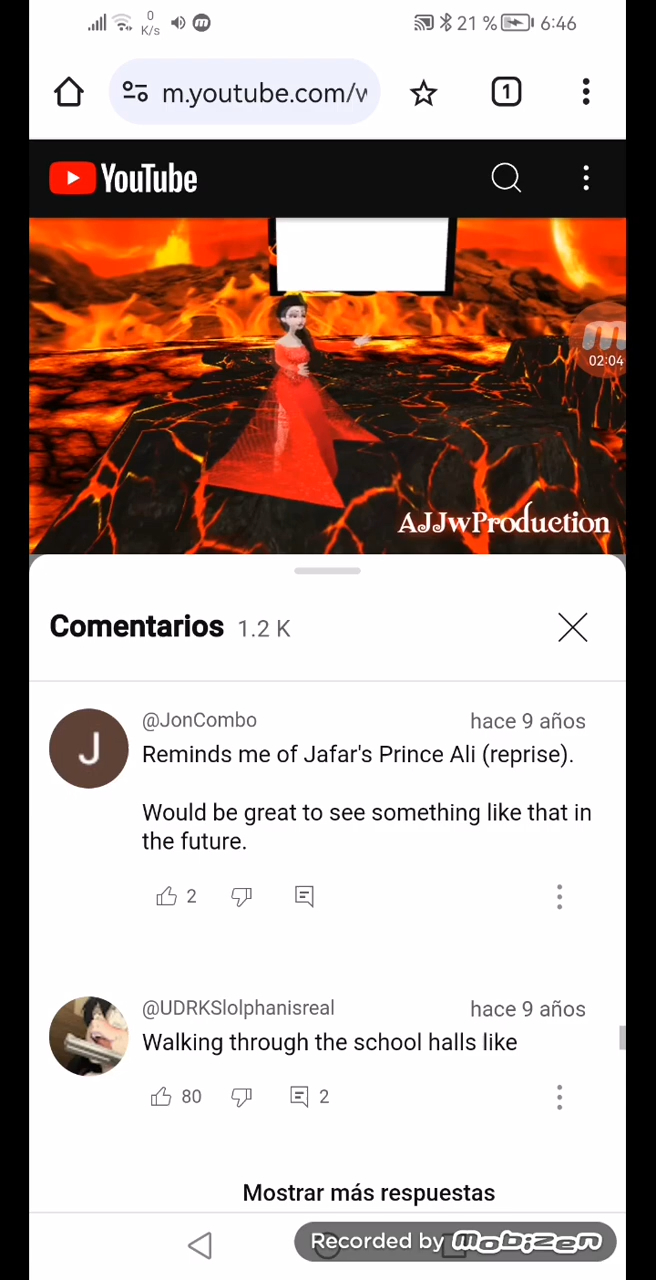 0
K/s
21 %
6:46
m.youtube.com/w
1
YouTube
02:04
AJJwProduction
Comentarios 1.2 K
J
@JonCombo hace 9 años
Reminds me of Jafar's Prince Ali (reprise).
Would be great to see something like that in
the future.
2
@UDRKSlolphanisreal hace 9 años
Walking through the school halls like
80 2
Mostrar más respuestas
Recorded by mobizen